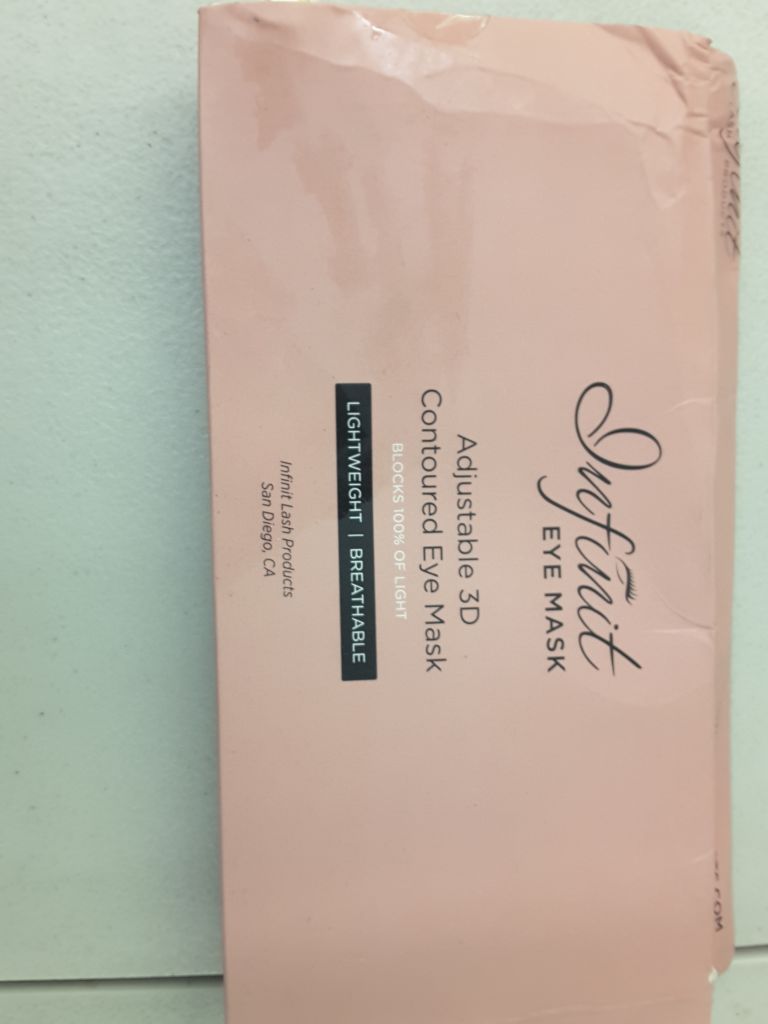 Infinit
EYE MASK
Adjustable 3D
Contoured Eye Mask
BLOCKS 100% OF LIGHT
LIGHTWEIGHT | BREATHABLE
Infinit Lash Products
San Diego, CA